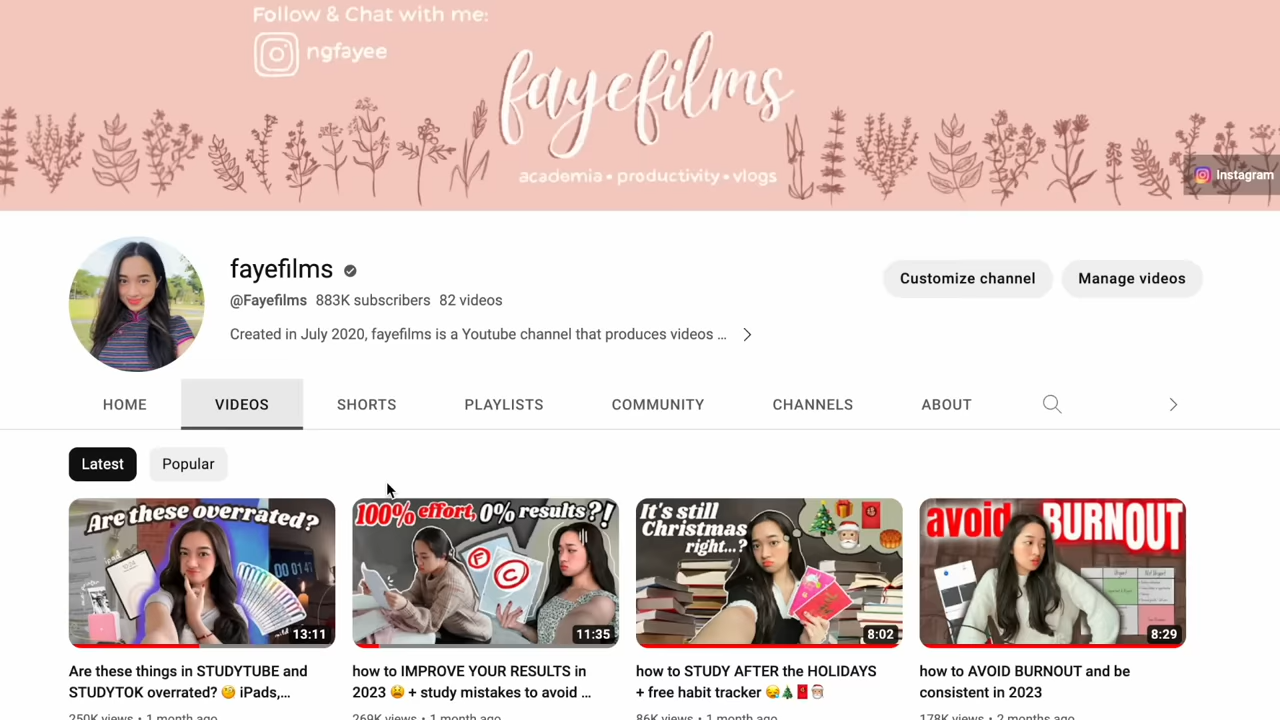 Follow & Chat with me:
ngfayee
fayefilms
academia • productivity • vlogs
Instagram
fayefilms
@Fayefilms 883K subscribers 82 videos
Created in July 2020, fayefilms is a Youtube channel that produces videos ...
Customize channel
Manage videos
HOME
VIDEOS
SHORTS
PLAYLISTS
COMMUNITY
CHANNELS
ABOUT
Latest
Popular
Are these overrated?
00:01:47
13:11
100% effort, 0% results?!
F
C
11:35
It's still
Christmas
right...?
8:02
avoid BURNOUT
8:29
Are these things in STUDYTUBE and
STUDYTOK overrated? 🧐 iPads,...
250K views • 1 month ago
how to IMPROVE YOUR RESULTS in
2023 😩 + study mistakes to avoid ...
269K views • 1 month ago
how to STUDY AFTER the HOLIDAYS
+ free habit tracker 😪🎄🧧🎅🏻
86K views • 1 month ago
how to AVOID BURNOUT and be
consistent in 2023
178K views • 2 months ago